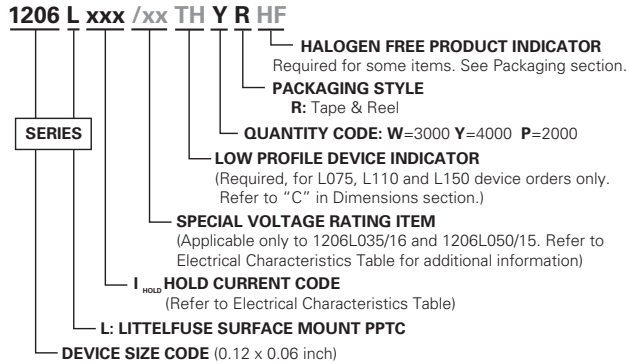 1206 L xxx /xx TH Y R HF
HALOGEN FREE PRODUCT INDICATOR
Required for some items. See Packaging section.
PACKAGING STYLE
R: Tape & Reel
SERIES
QUANTITY CODE: W=3000 Y=4000 P=2000
LOW PROFILE DEVICE INDICATOR
(Required, for L075, L110 and L150 device orders only.
Refer to “C” in Dimensions section.)
SPECIAL VOLTAGE RATING ITEM
(Applicable only to 1206L035/16 and 1206L050/15. Refer to
Electrical Characteristics Table for additional information)
I HOLD HOLD CURRENT CODE
(Refer to Electrical Characteristics Table)
L: LITTELFUSE SURFACE MOUNT PPTC
DEVICE SIZE CODE (0.12 x 0.06 inch)